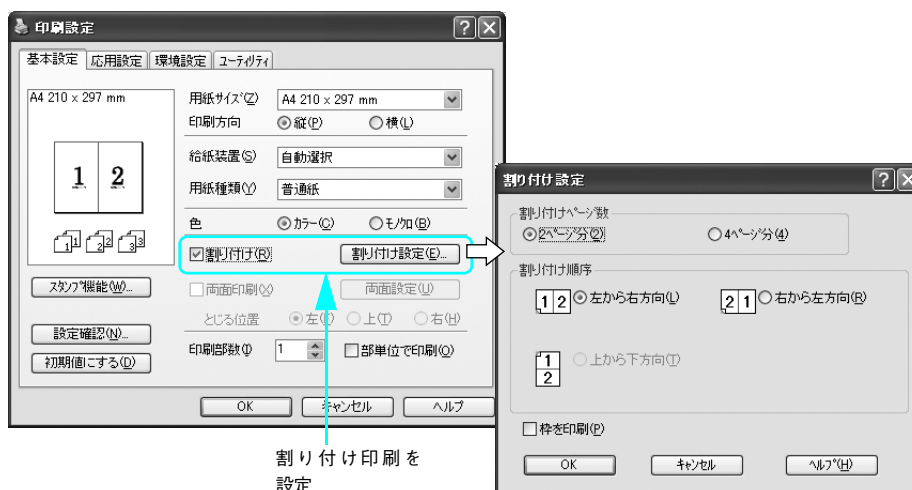 印刷設定
基本設定 応用設定 環境設定 ユーティリティ
A4 210 x 297 mm
1 2
1 1 2 2 3 3
スタンプ機能(W)...
設定確認(N)...
初期値にする(D)
用紙サイズ(Z) A4 210 x 297 mm
印刷方向 縦(P) 横(L)
給紙装置(S) 自動選択
用紙種類(Y) 普通紙
色 カラー(C) モノクロ(B)
割り付け(R) 割り付け設定(E)...
両面印刷(X) 両面設定(U)
とじる位置 左(F) 上(T) 右(H)
印刷部数(I) 1 部単位で印刷(O)
OK キャンセル ヘルプ
割り付け印刷を
設定
割り付け設定
割り付けページ数
2ページ分(2) 4ページ分(4)
割り付け順序
1 2 左から右方向(L) 2 1 右から左方向(R)
1 上から下方向(T)
2
枠を印刷(P)
OK キャンセル ヘルプ(H)